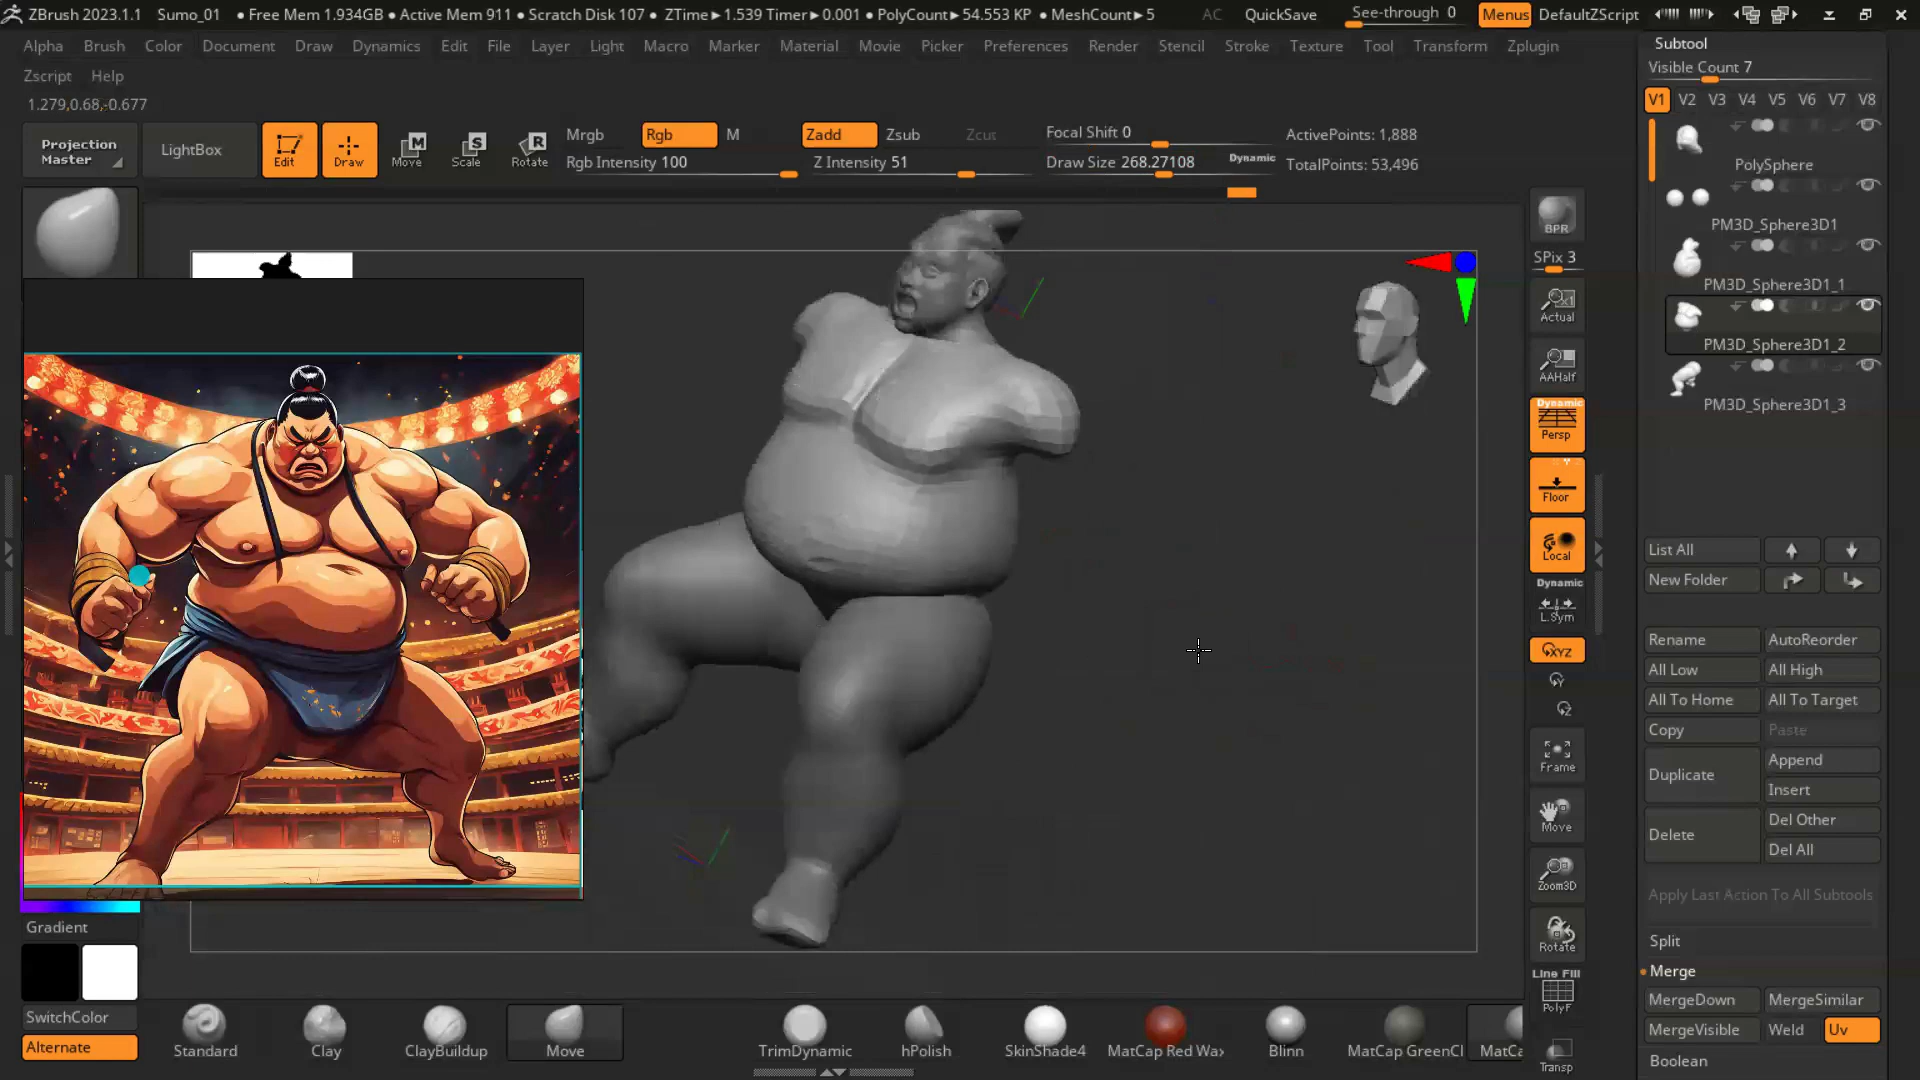 ZBrush 2023.1.1 Sumo_01 • Free Mem 1.934GB • Active Mem 911 • Scratch Disk 107 • ZTime▶1.539 Timer▶0.001 • PolyCount▶54.553 KP • MeshCount▶5 AC QuickSave See-through 0 Menus DefaultZScript
Alpha Brush Color Document Draw Dynamics Edit File Layer Light Macro Marker Material Movie Picker Preferences Render Stencil Stroke Texture Tool Transform Zplugin
Zscript Help
1.279,0.68,-0.677
Projection Master
LightBox
Edit
Draw
Move
Scale
Rotate
Mrgb Rgb M
Rgb Intensity 100
Zadd Zsub Zcut
Z Intensity 51
Focal Shift 0
Draw Size 268.27108 Dynamic
ActivePoints: 1,888
TotalPoints: 53,496
Gradient
SwitchColor
Alternate
Standard
Clay
ClayBuildup
Move
TrimDynamic
hPolish
SkinShade4
MatCap Red Wax
Blinn
MatCap GreenCl
MatCa
BPR
SPix 3
Actual
AAHalf
Dynamic
Persp
Floor
Local
Dynamic
L.Sym
XYZ
Y
Z
Frame
Move
Zoom3D
Rotate
Line Fill
PolyF
Transp
Subtool
Visible Count 7
V1 V2 V3 V4 V5 V6 V7 V8
PolySphere
PM3D_Sphere3D1
PM3D_Sphere3D1_1
PM3D_Sphere3D1_2
PM3D_Sphere3D1_3
List All
New Folder
Rename AutoReorder
All Low All High
All To Home All To Target
Copy Paste
Duplicate Append
Insert
Delete Del Other
Del All
Apply Last Action To All Subtools
Split
Merge
MergeDown MergeSimilar
MergeVisible Weld Uv
Boolean